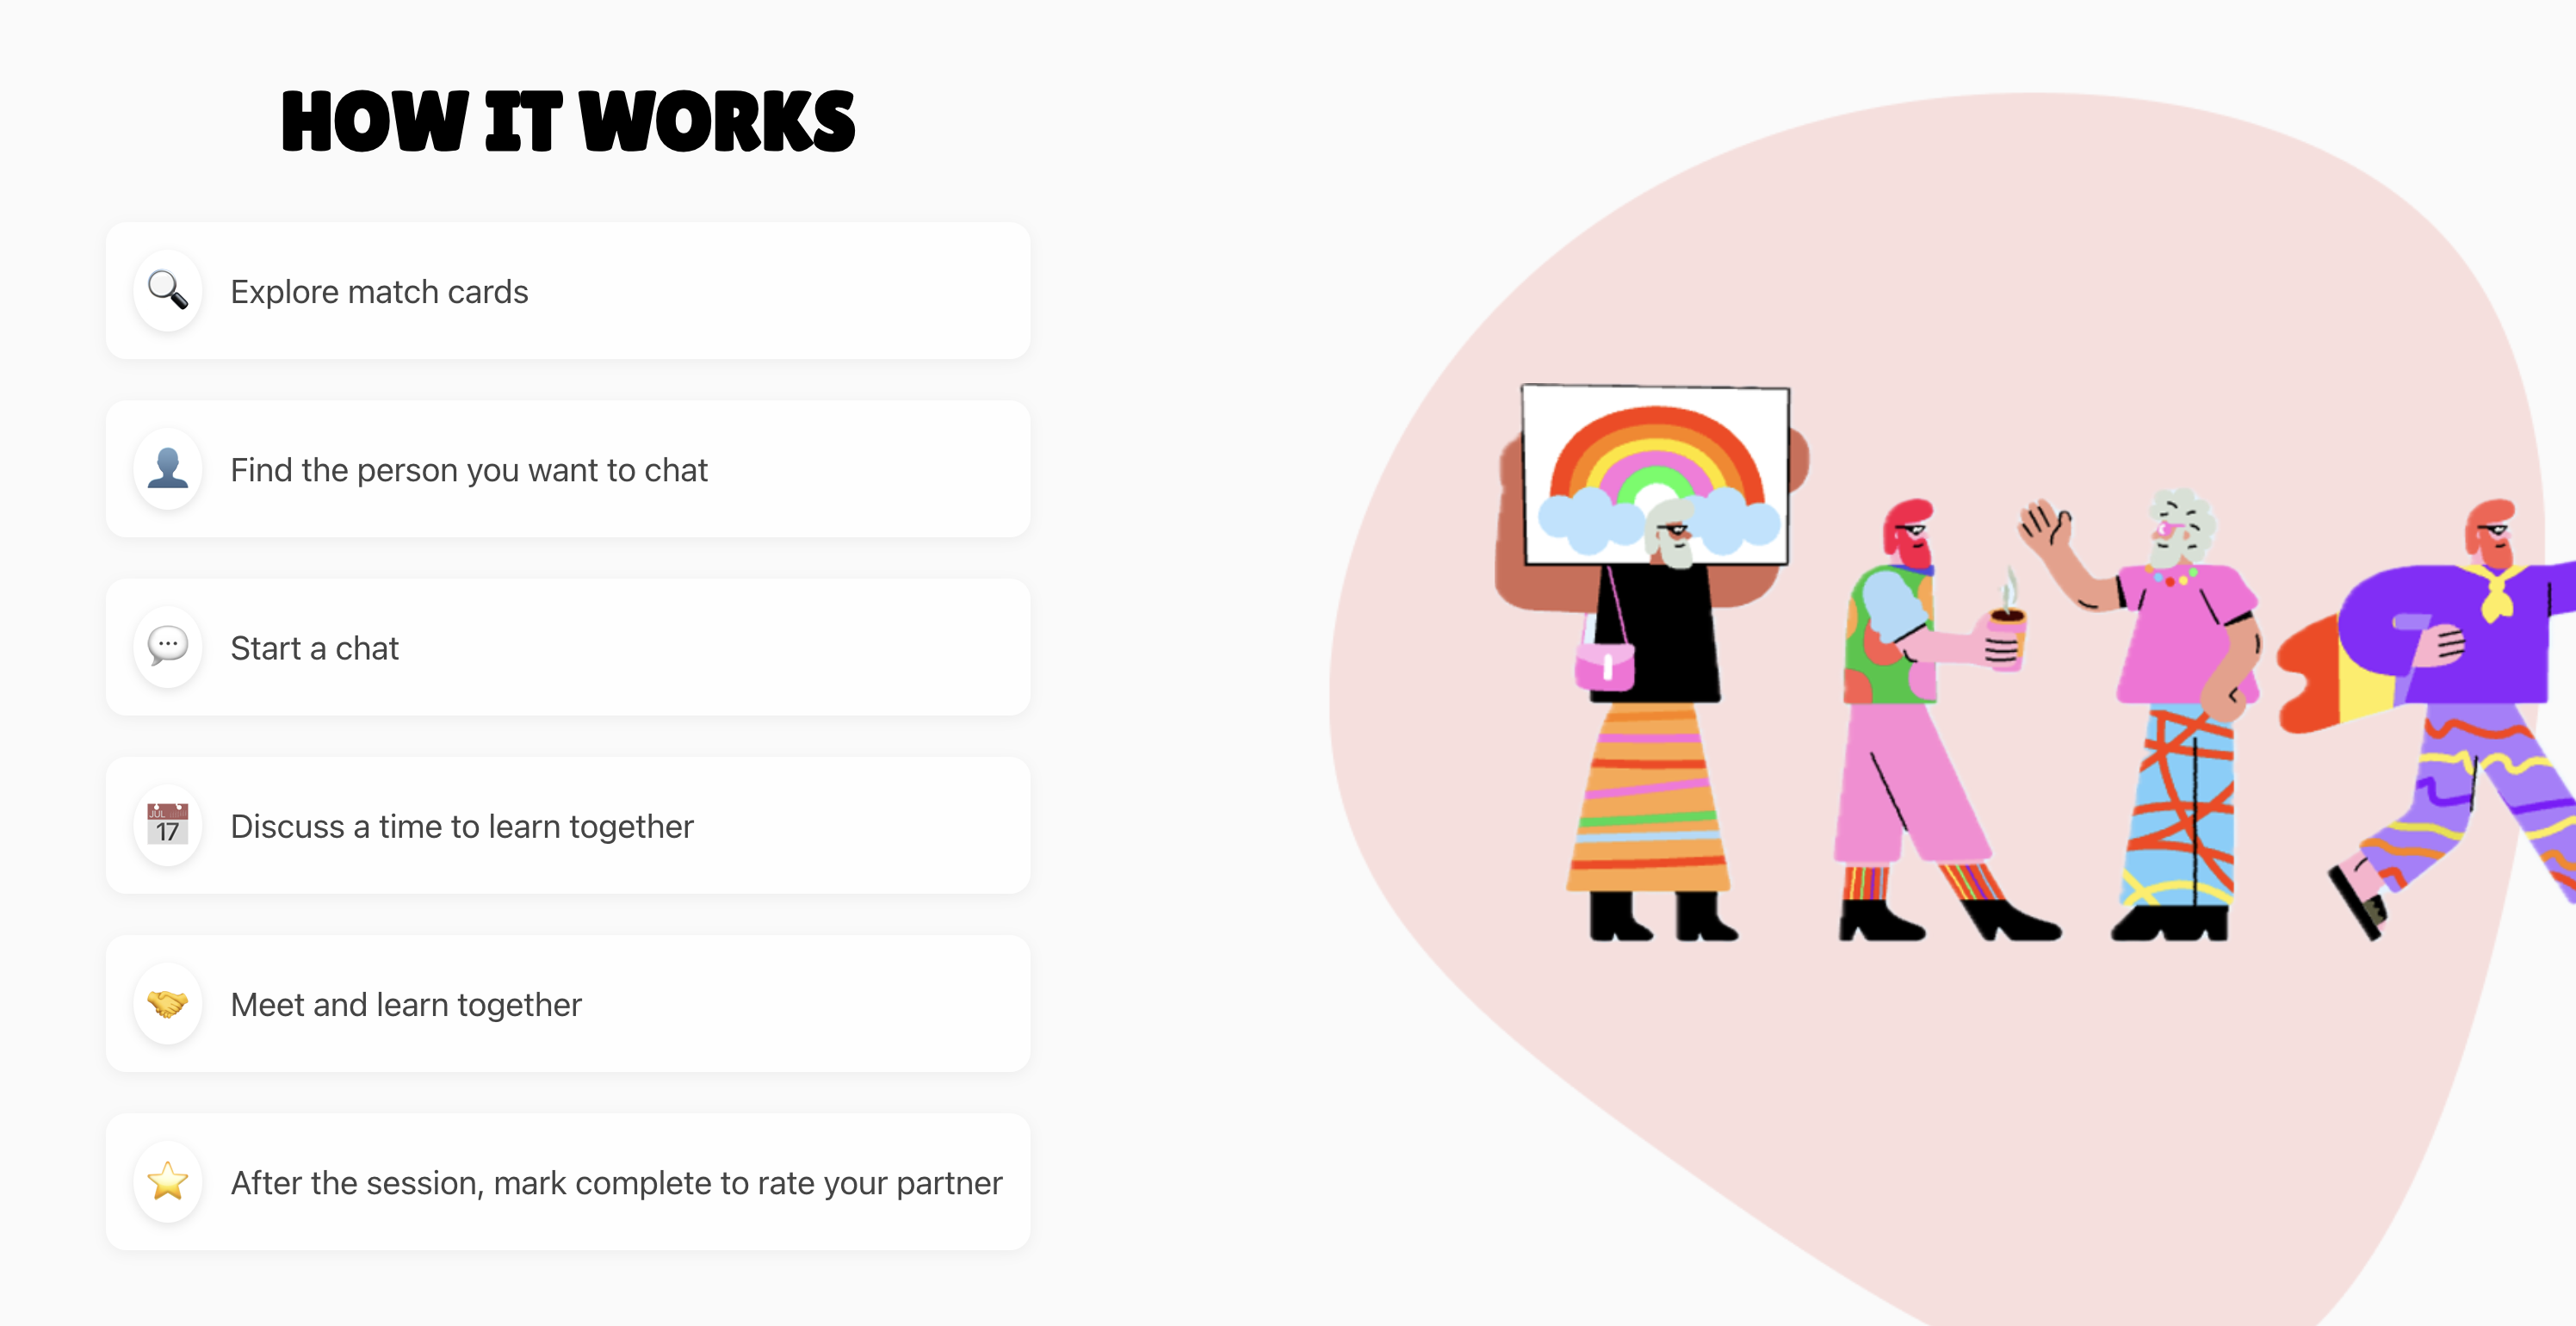 HOW IT WORKS
Explore match cards
Find the person you want to chat
Start a chat
JUL
17
Discuss a time to learn together
Meet and learn together
After the session, mark complete to rate your partner